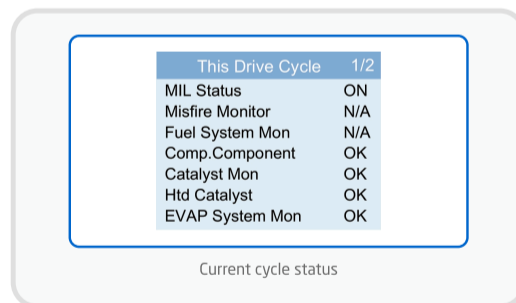 This Drive Cycle 1/2
MIL Status ON
Misfire Monitor N/A
Fuel System Mon N/A
Comp.Component OK
Catalyst Mon OK
Htd Catalyst OK
EVAP System Mon OK
Current cycle status